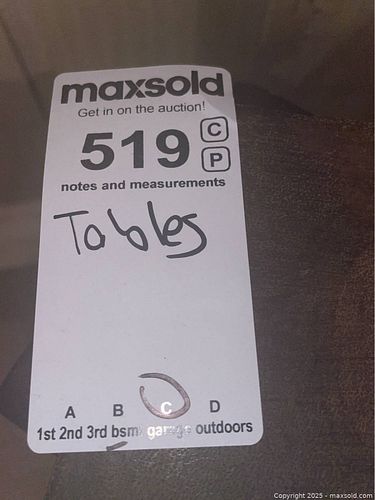 maxsold
Get in on the auction!
519 C
P
notes and measurements
Tables
A B C D
1st 2nd 3rd bsmt garage outdoors
Copyright 2025 - maxsold.com